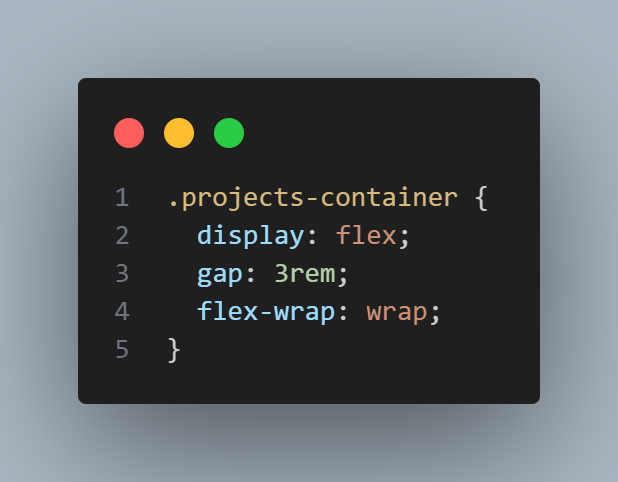 1 .projects-container {
2   display: flex;
3   gap: 3rem;
4   flex-wrap: wrap;
5 }